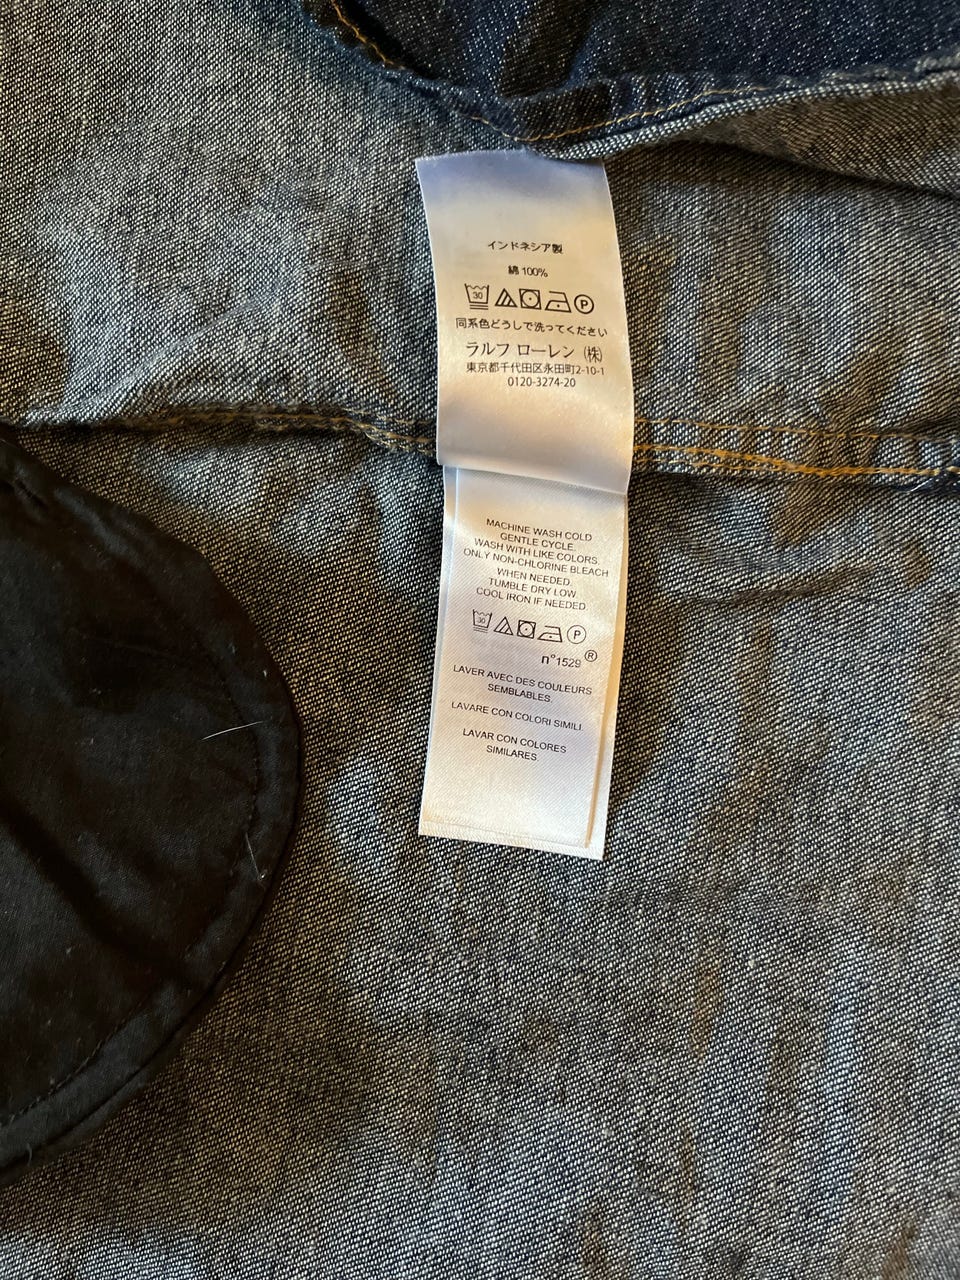 インドネシア製
綿 100%
30 P
同系色どうしで洗ってください
ラルフ ローレン (株)
東京都千代田区永田町2-10-1
0120-3274-20
MACHINE WASH COLD
GENTLE CYCLE.
WASH WITH LIKE COLORS.
ONLY NON-CHLORINE BLEACH
WHEN NEEDED.
TUMBLE DRY LOW.
COOL IRON IF NEEDED
30 P
n°1529 ®
LAVER AVEC DES COULEURS
SEMBLABLES.
LAVARE CON COLORI SIMILI.
LAVAR CON COLORES
SIMILARES.